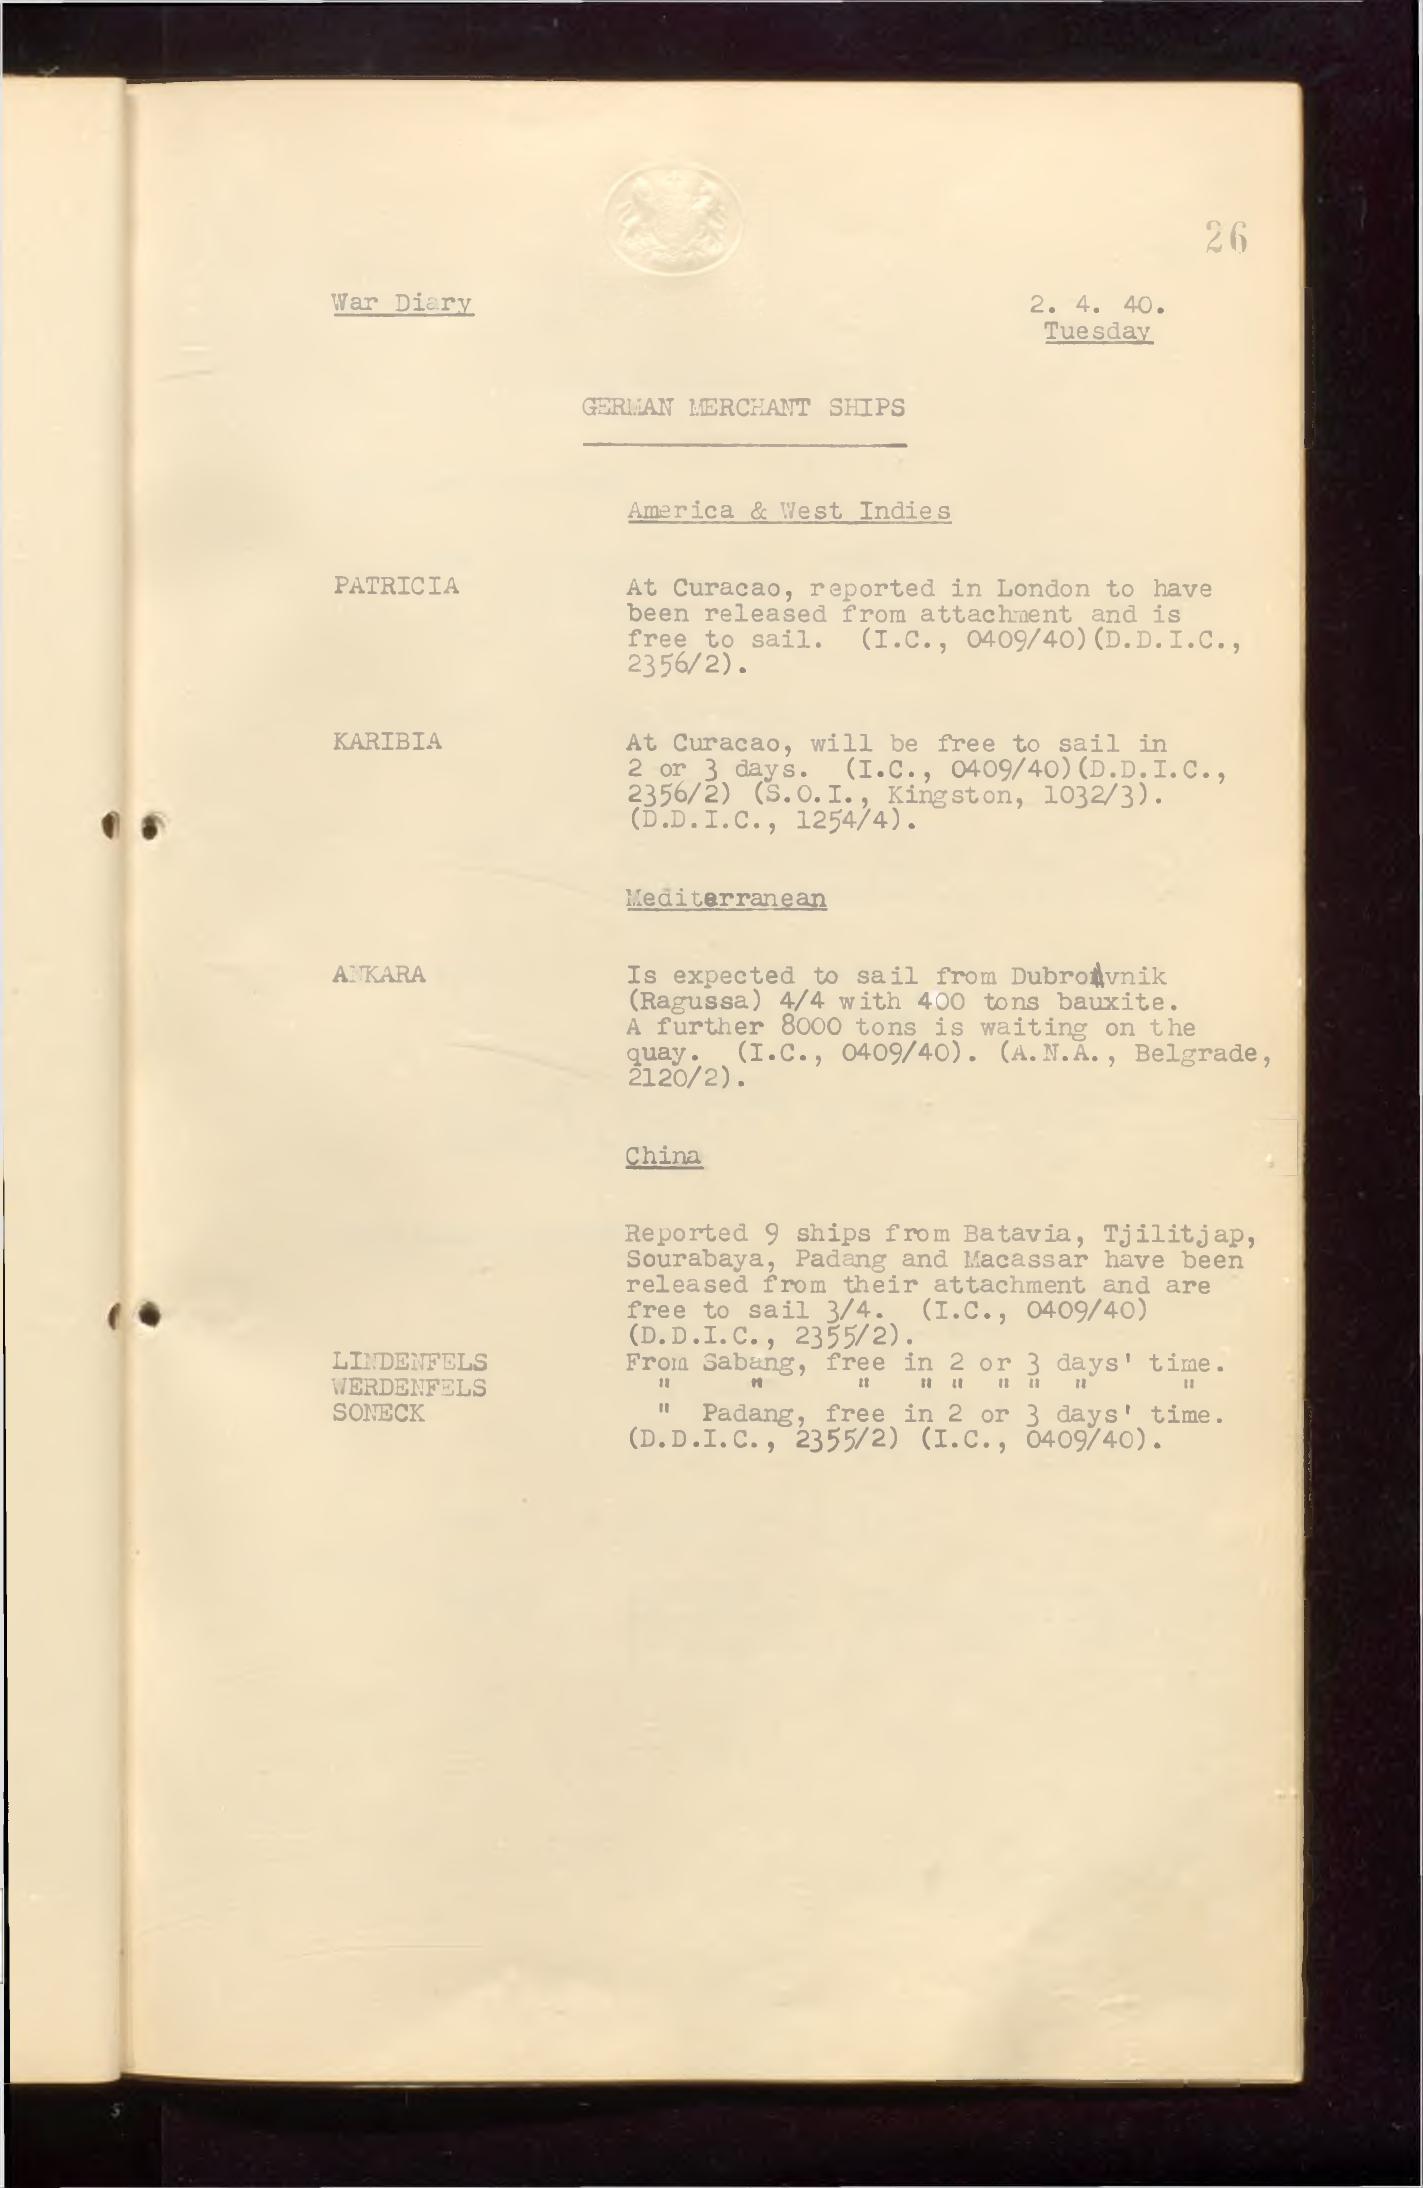 26
War Diary
2. 4. 40.
Tuesday
GERMAN MERCHANT SHIPS
America & West Indies
PATRICIA At Curacao, reported in London to have
been released from attachment and is
free to sail. (I.C., 0409/40)(D.D.I.C.,
2356/2).
KARIBIA At Curacao, will be free to sail in
2 or 3 days. (I.C., 0409/40)(D.D.I.C.,
2356/2) (S.O.I., Kingston, 1032/3).
(D.D.I.C., 1254/4).
Mediterranean
ANKARA Is expected to sail from Dubrovnik
(Ragussa) 4/4 with 400 tons bauxite.
A further 8000 tons is waiting on the
quay. (I.C., 0409/40). (A.N.A., Belgrade,
2120/2).
China
Reported 9 ships from Batavia, Tjilitjap,
Sourabaya, Padang and Macassar have been
released from their attachment and are
free to sail 3/4. (I.C., 0409/40)
(D.D.I.C., 2355/2).
LINDENFELS From Sabang, free in 2 or 3 days' time.
WERDENFELS " " " " " " " " "
SONECK " Padang, free in 2 or 3 days' time.
(D.D.I.C., 2355/2) (I.C., 0409/40).